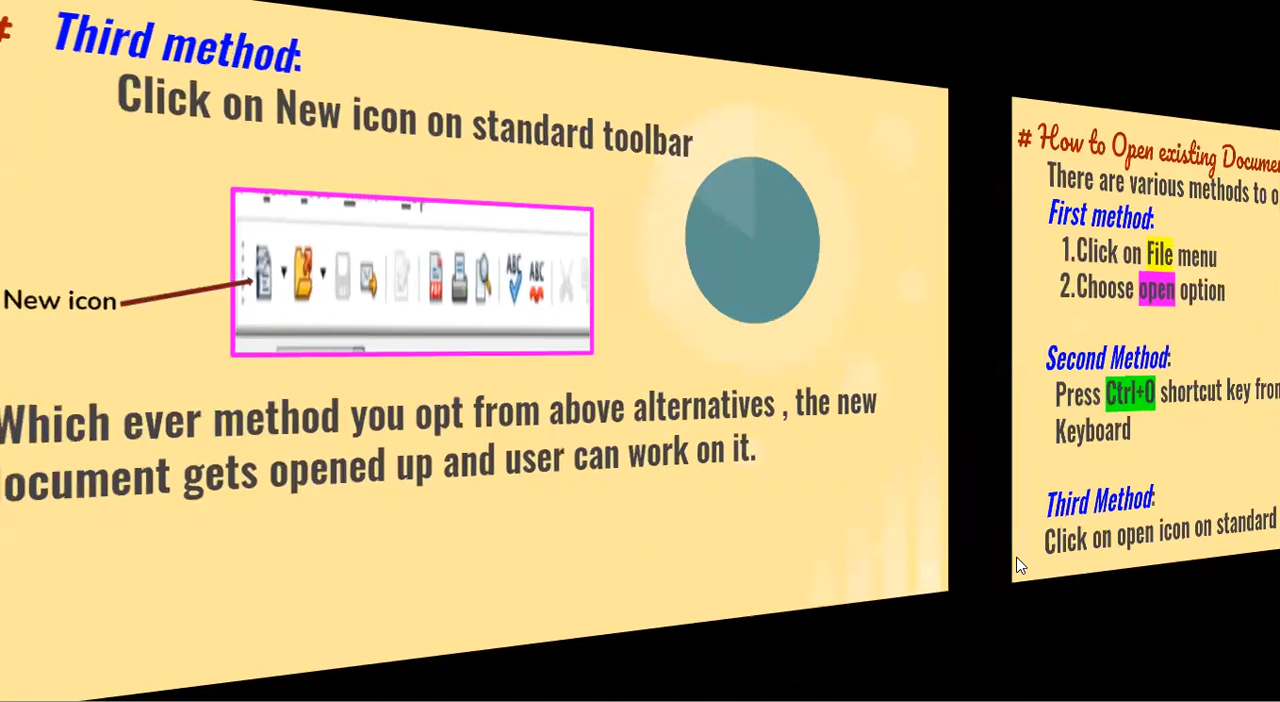 # Third method:
Click on New icon on standard toolbar
New icon
ABC
ABC
Which ever method you opt from above alternatives , the new
document gets opened up and user can work on it.
# How to Open existing
There are various methods to
First method:
1.Click on File menu
2.Choose open option
Second Method:
Press Ctrl+O shortcut key from
Keyboard
Third Method:
Click on open icon on standard